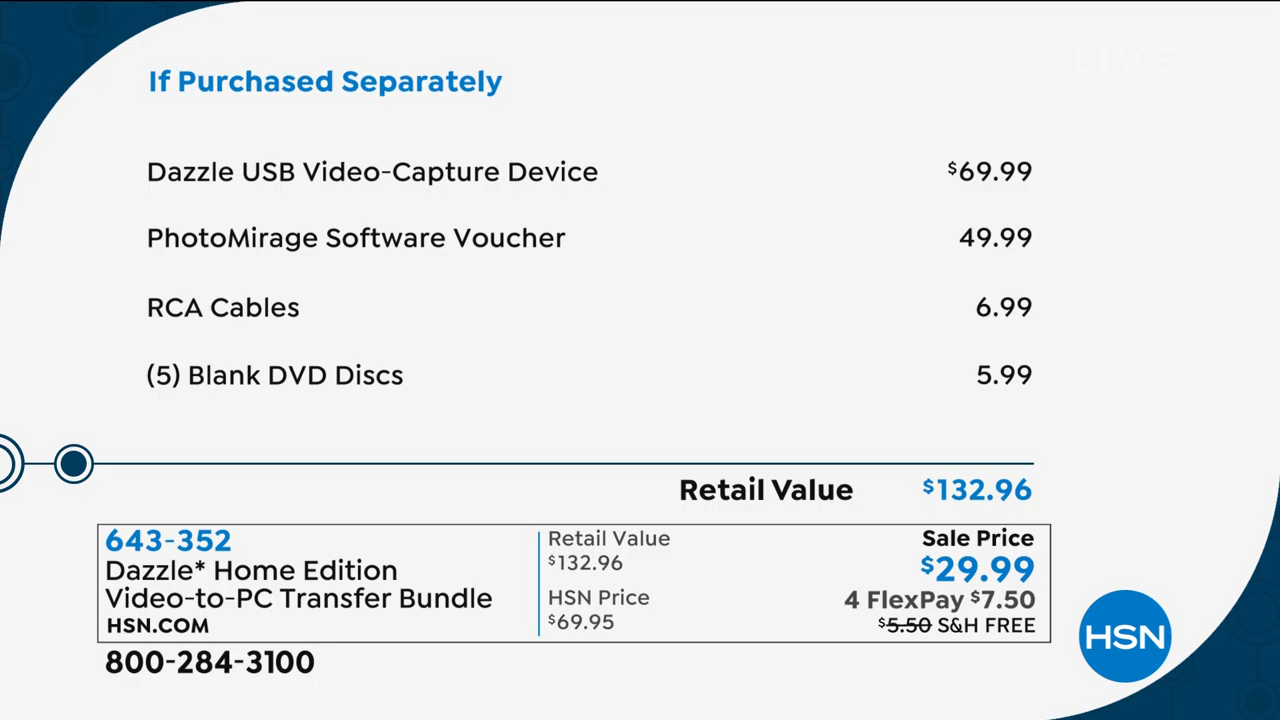 LIVE
If Purchased Separately
Dazzle USB Video-Capture Device $69.99
PhotoMirage Software Voucher 49.99
RCA Cables 6.99
(5) Blank DVD Discs 5.99
Retail Value $132.96
643-352
Dazzle* Home Edition
Video-to-PC Transfer Bundle
HSN.COM
Retail Value
$132.96
HSN Price
$69.95
Sale Price
$29.99
4 FlexPay $7.50
$5.50 S&H FREE
HSN
800-284-3100